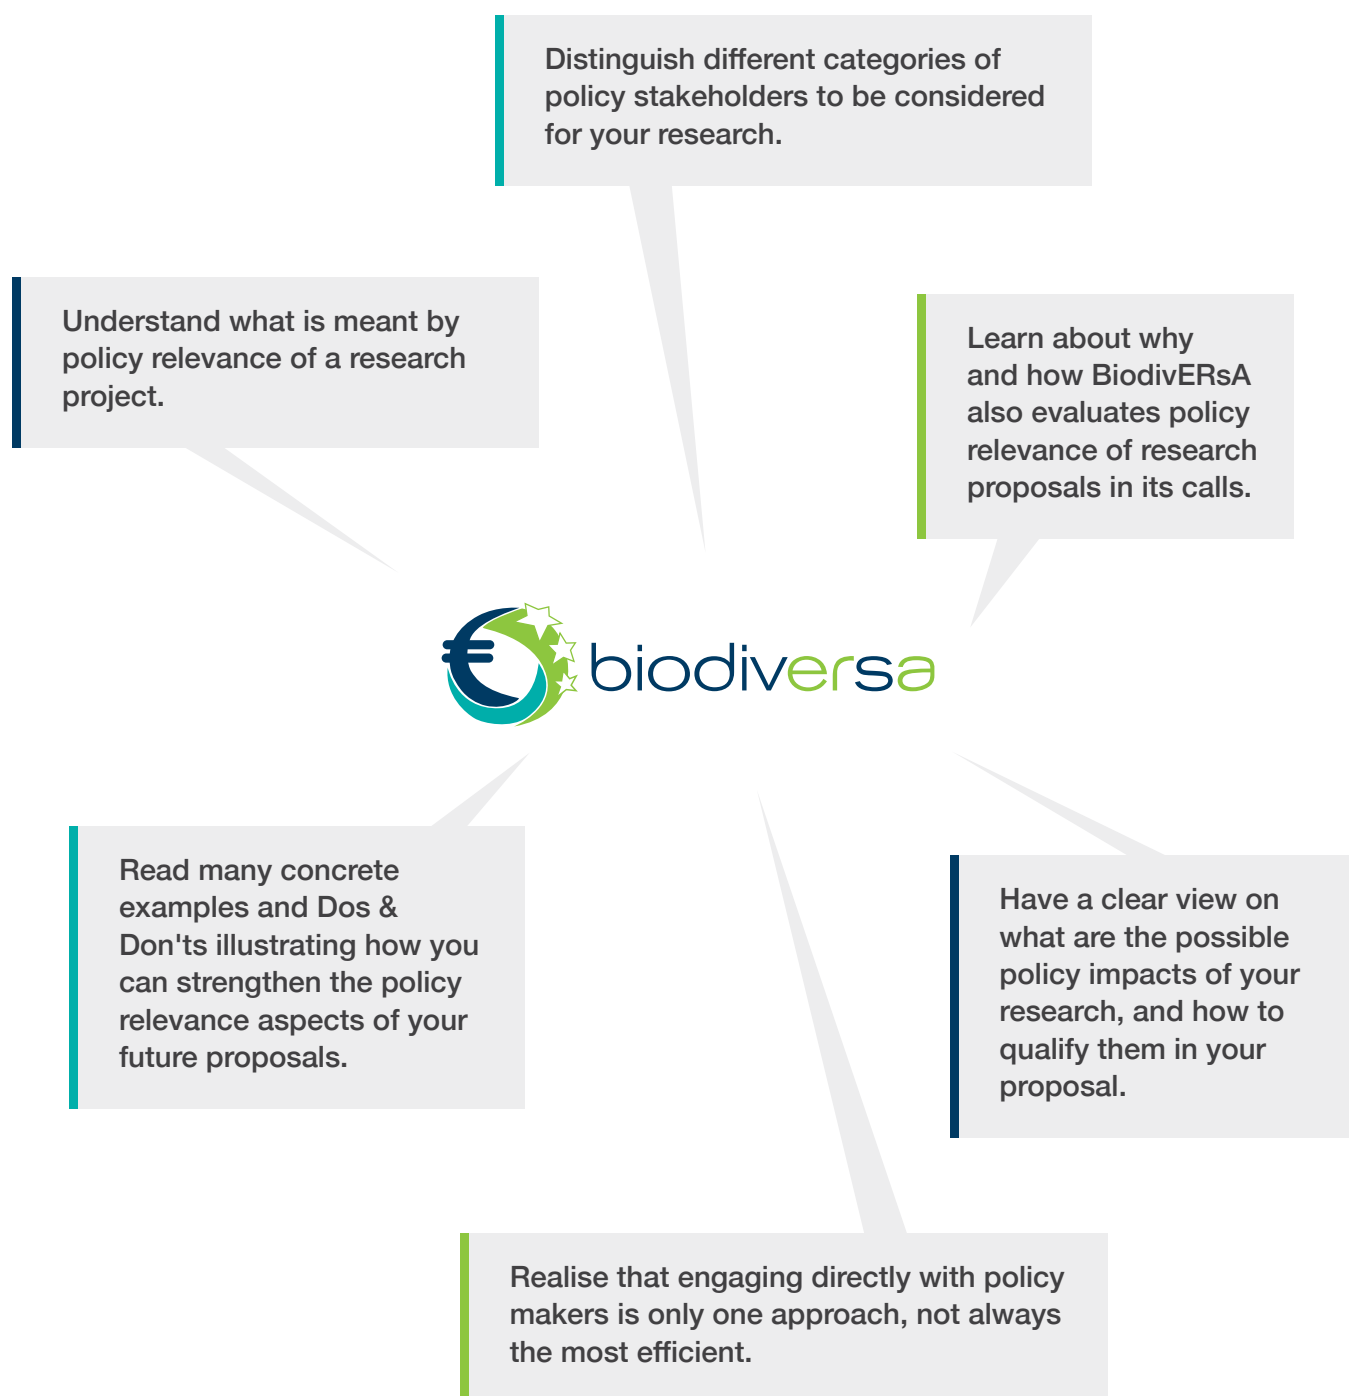 Distinguish different categories of
policy stakeholders to be considered
for your research.
Understand what is meant by
policy relevance of a research
project.
Learn about why
and how BiodivERsA
also evaluates policy
relevance of research
proposals in its calls.
€ biodiversa
Read many concrete
examples and Dos &
Don'ts illustrating how you
can strengthen the policy
relevance aspects of your
future proposals.
Have a clear view on
what are the possible
policy impacts of your
research, and how to
qualify them in your
proposal.
Realise that engaging directly with policy
makers is only one approach, not always
the most efficient.